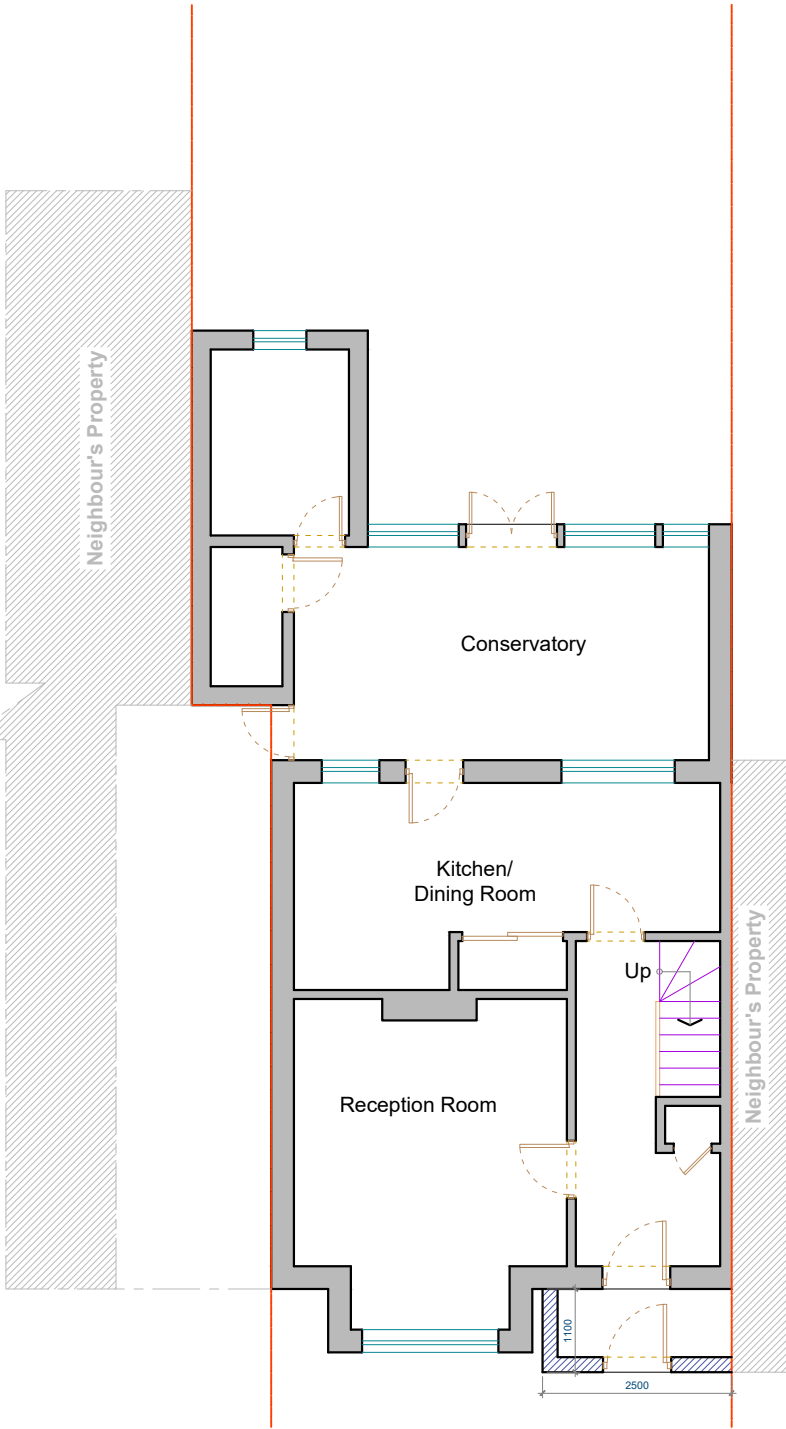 Neighbour's Property
Conservatory
Kitchen/
Dining Room
Up
Neighbour's Property
Reception Room
1100
2500